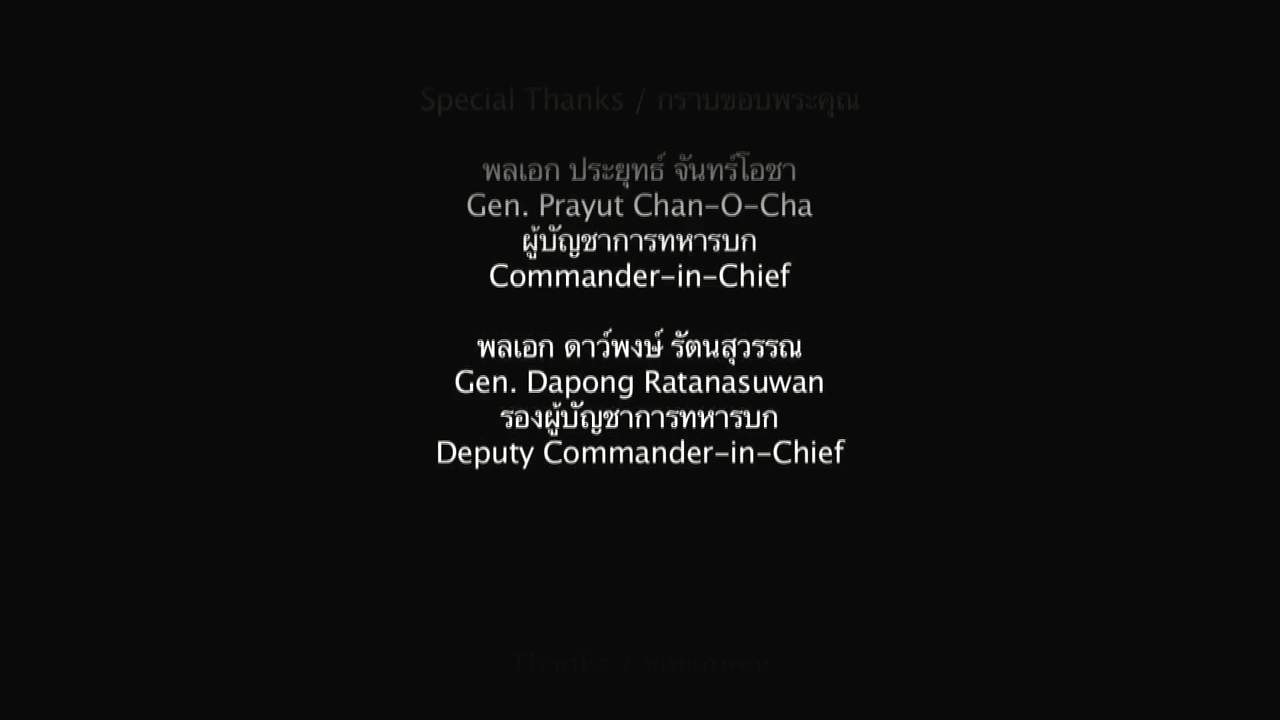 Special Thanks / กราบขอบพระคุณ
พลเอก ประยุทธ์ จันทร์โอชา
Gen. Prayut Chan-O-Cha
ผู้บัญชาการทหารบก
Commander-in-Chief
พลเอก ดาว์พงษ์ รัตนสุวรรณ
Gen. Dapong Ratanasuwan
รองผู้บัญชาการทหารบก
Deputy Commander-in-Chief
Thanks /